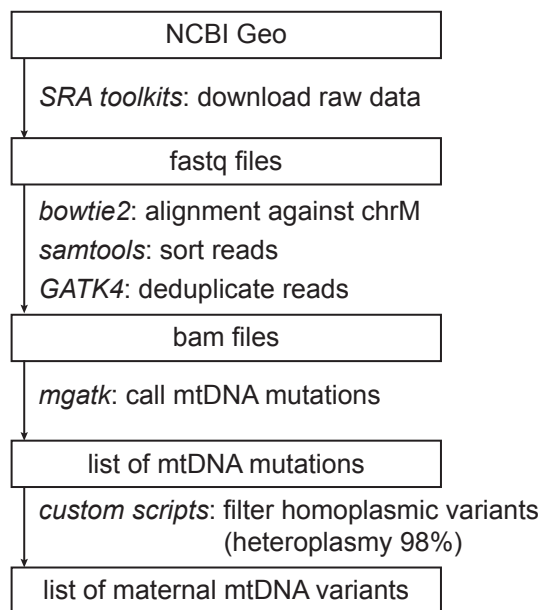 NCBI Geo
SRA toolkits: download raw data
fastq files
bowtie2: alignment against chrM
samtools: sort reads
GATK4: deduplicate reads
bam files
mgatk: call mtDNA mutations
list of mtDNA mutations
custom scripts: filter homoplasmic variants
(heteroplasmy 98%)
list of maternal mtDNA variants